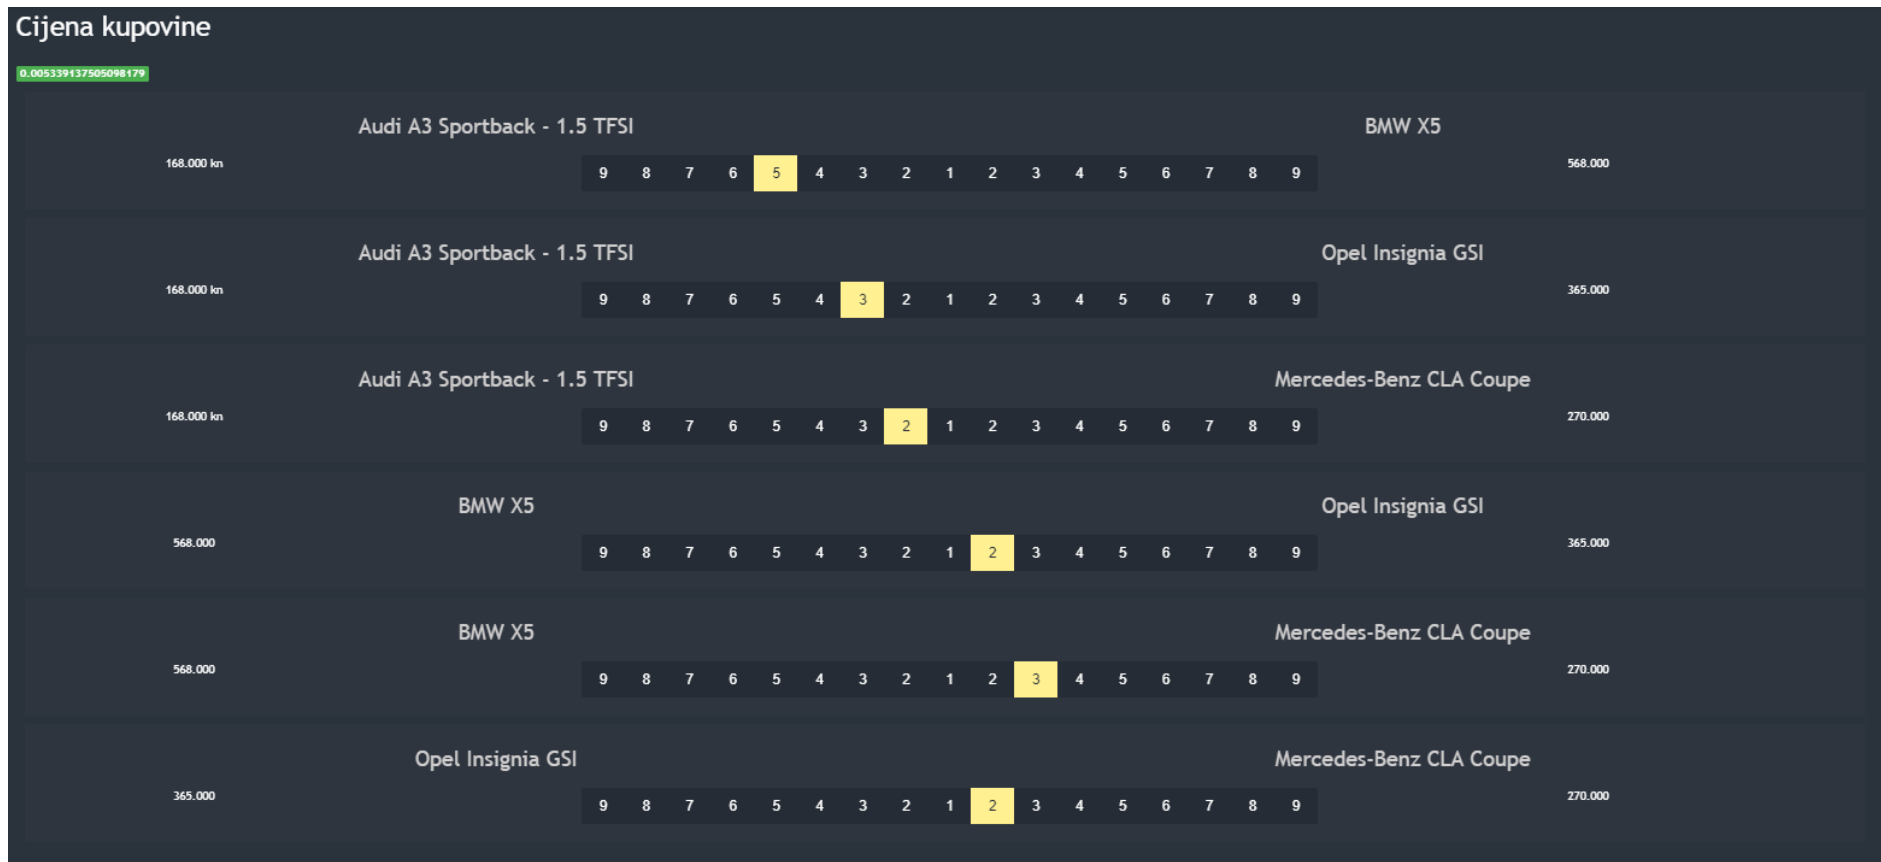 Cijena kupovine
0.005339137505098179
Audi A3 Sportback - 1.5 TFSI BMW X5
168.000 kn 568.000
9 8 7 6 5 4 3 2 1 2 3 4 5 6 7 8 9
Audi A3 Sportback - 1.5 TFSI Opel Insignia GSI
168.000 kn 365.000
9 8 7 6 5 4 3 2 1 2 3 4 5 6 7 8 9
Audi A3 Sportback - 1.5 TFSI Mercedes-Benz CLA Coupe
168.000 kn 270.000
9 8 7 6 5 4 3 2 1 2 3 4 5 6 7 8 9
BMW X5 Opel Insignia GSI
568.000 365.000
9 8 7 6 5 4 3 2 1 2 3 4 5 6 7 8 9
BMW X5 Mercedes-Benz CLA Coupe
568.000 270.000
9 8 7 6 5 4 3 2 1 2 3 4 5 6 7 8 9
Opel Insignia GSI Mercedes-Benz CLA Coupe
365.000 270.000
9 8 7 6 5 4 3 2 1 2 3 4 5 6 7 8 9